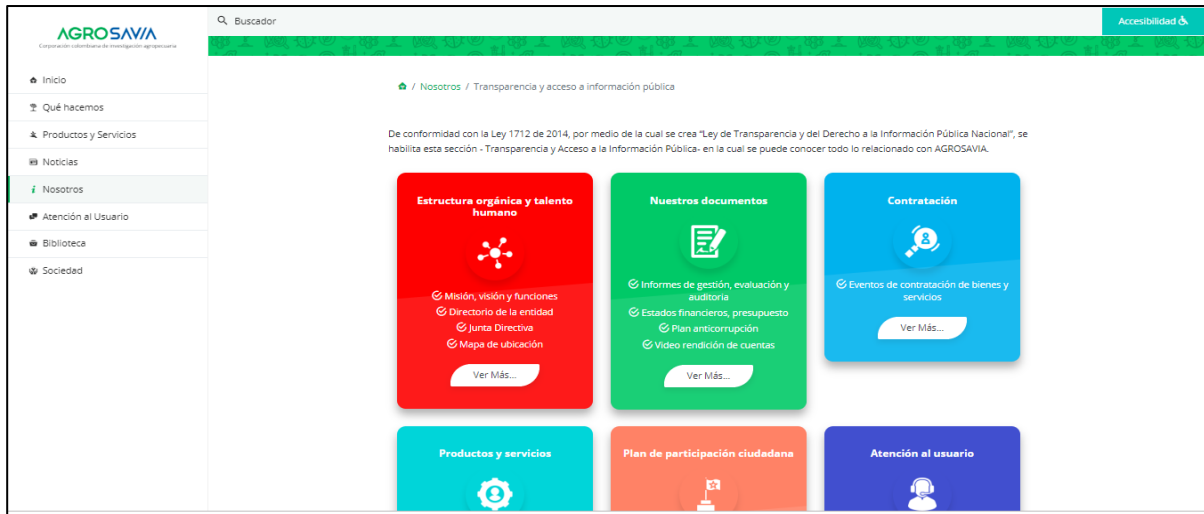 AGROSAVIA
Corporación colombiana de investigación agropecuaria
Inicio
Qué hacemos
Productos y Servicios
Noticias
Nosotros
Atención al Usuario
Biblioteca
Sociedad
Buscador
Accesibilidad
/ Nosotros / Transparencia y acceso a información pública
De conformidad con la Ley 1712 de 2014, por medio de la cual se crea “Ley de Transparencia y del Derecho a la Información Pública Nacional”, se
habilita esta sección - Transparencia y Acceso a la Información Pública- en la cual se puede conocer todo lo relacionado con AGROSAVIA.
Estructura orgánica y talento
humano
Misión, visión y funciones
Directorio de la entidad
Junta Directiva
Mapa de ubicación
Ver Más...
Nuestros documentos
Informes de gestión, evaluación y
auditoria
Estados financieros, presupuesto
Plan anticorrupción
Video rendición de cuentas
Ver Más...
Contratación
Eventos de contratación de bienes y
servicios
Ver Más...
Productos y servicios
Plan de participación ciudadana
Atención al usuario